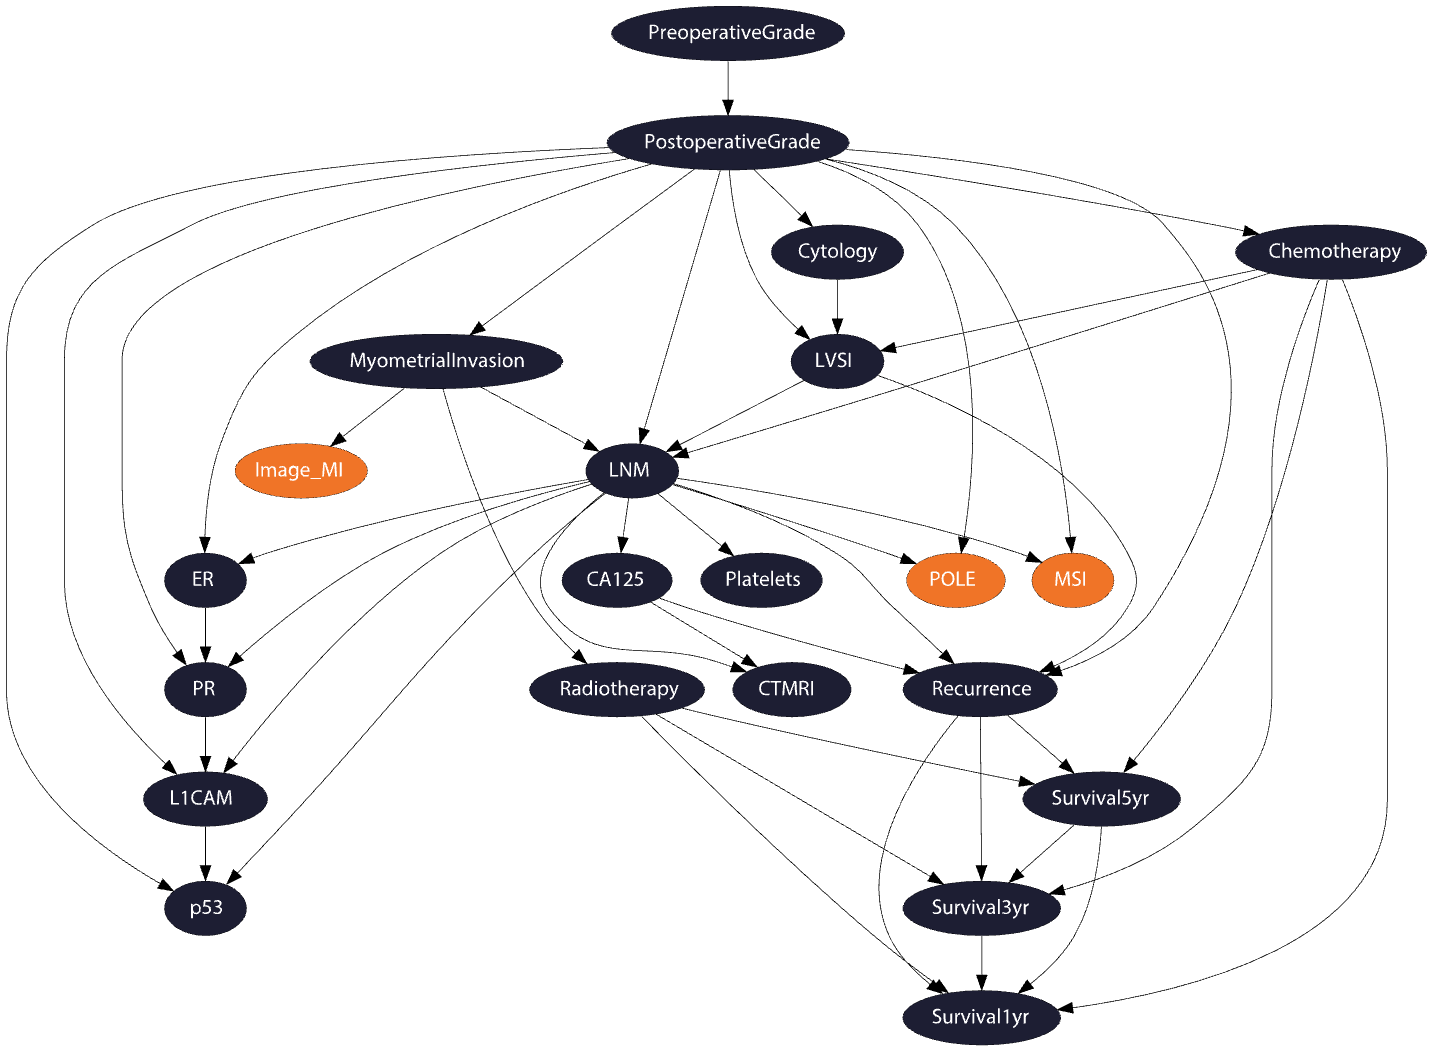 PreoperativeGrade
PostoperativeGrade
Cytology
Chemotherapy
MyometrialInvasion
LVSI
Image_MI
LNM
ER
CA125
Platelets
POLE
MSI
PR
Radiotherapy
CTMRI
Recurrence
L1CAM
Survival5yr
p53
Survival3yr
Survival1yr